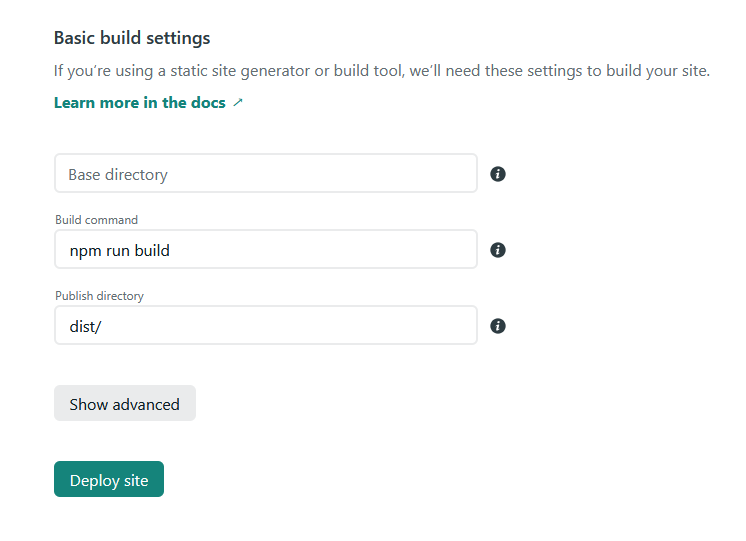 Basic build settings
If you're using a static site generator or build tool, we'll need these settings to build your site.
Learn more in the docs ↗
Base directory
Build command
npm run build
Publish directory
dist/
Show advanced
Deploy site